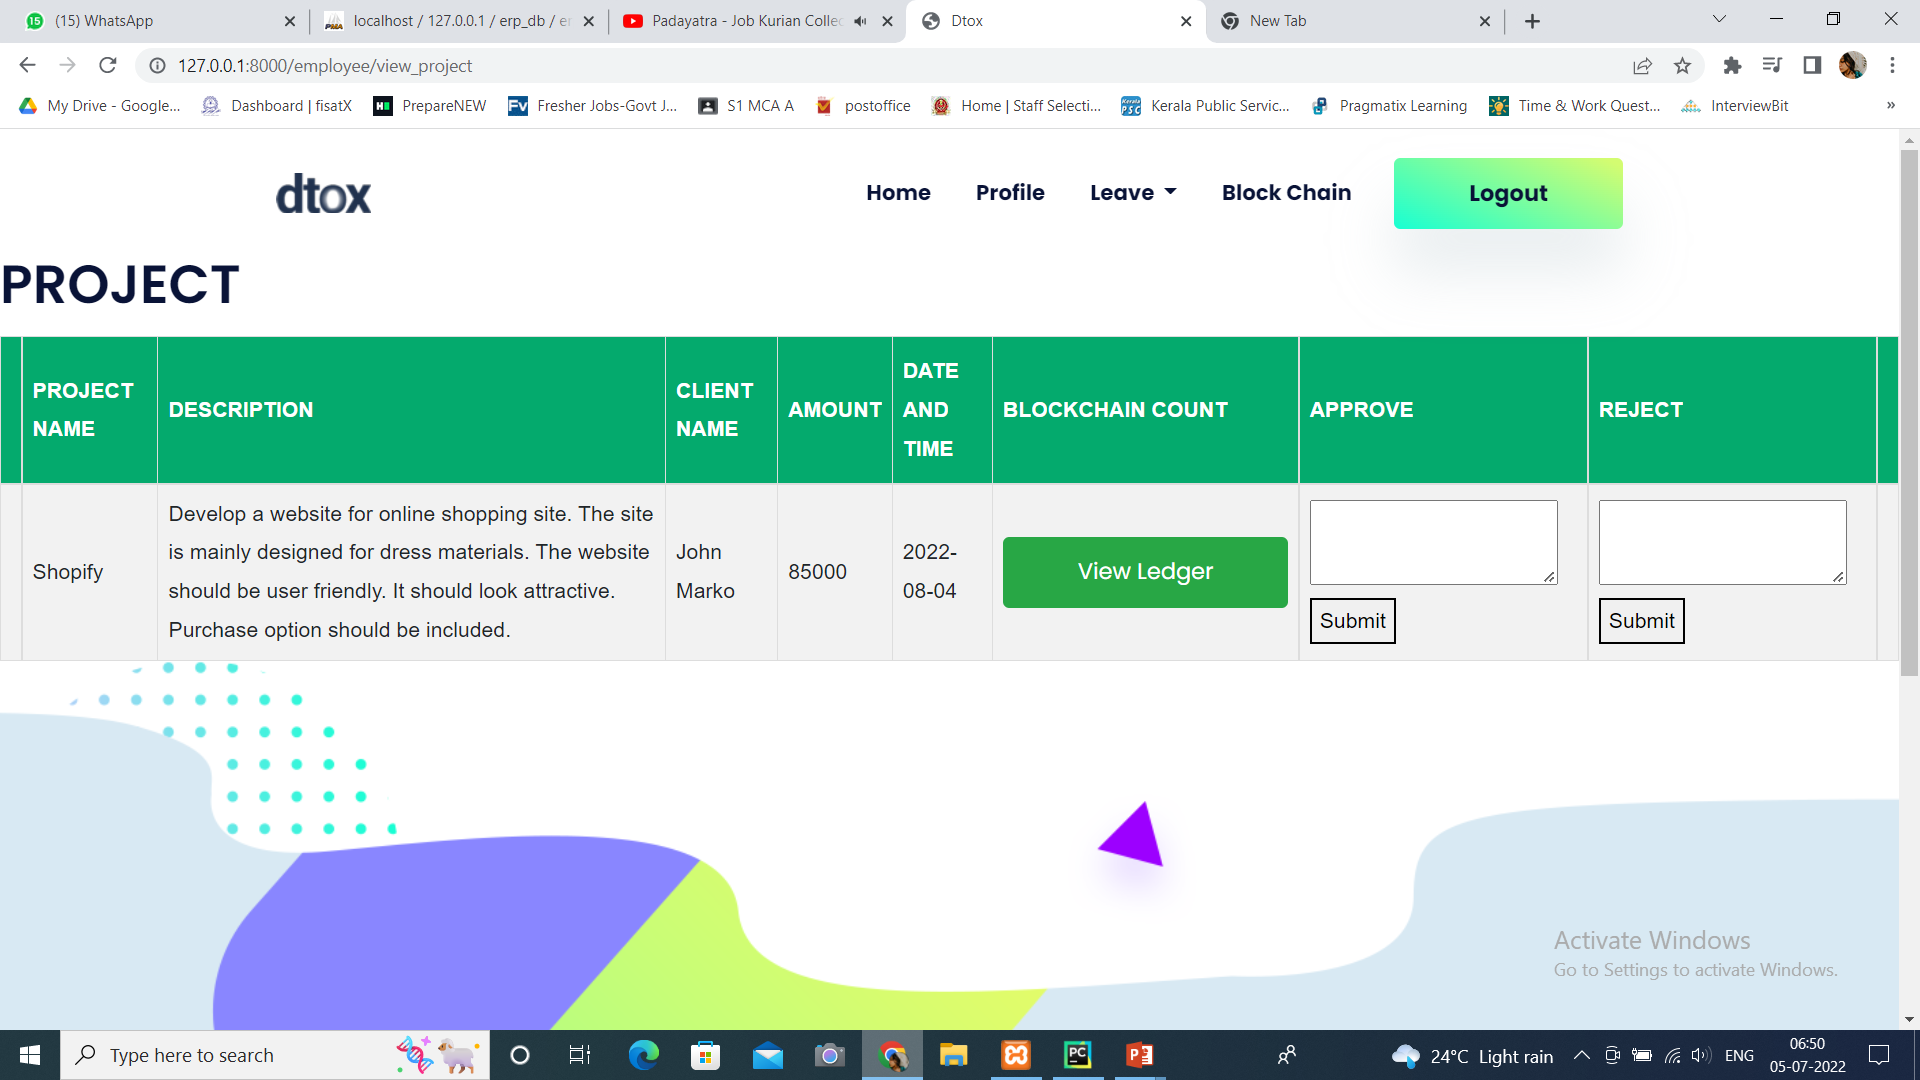 (15) WhatsApp
localhost / 127.0.0.1 / erp_db / er
Padayatra - Job Kurian Collec
Dtox
New Tab
127.0.0.1:8000/employee/view_project
My Drive - Google...
Dashboard | fisatX
PrepareNEW
Fresher Jobs-Govt J...
S1 MCA A
postoffice
Home | Staff Selecti...
Kerala Public Servic...
Pragmatix Learning
Time & Work Quest...
InterviewBit
»
dtox
Home
Profile
Leave
Block Chain
Logout
PROJECT
PROJECT
NAME
DESCRIPTION
CLIENT
NAME
AMOUNT
DATE
AND
TIME
BLOCKCHAIN COUNT
APPROVE
REJECT
Shopify
Develop a website for online shopping site. The site
is mainly designed for dress materials. The website
should be user friendly. It should look attractive.
Purchase option should be included.
John
Marko
85000
2022-
08-04
View Ledger
Submit
Submit
Activate Windows
Go to Settings to activate Windows.
Type here to search
24°C Light rain
ENG
06:50
05-07-2022